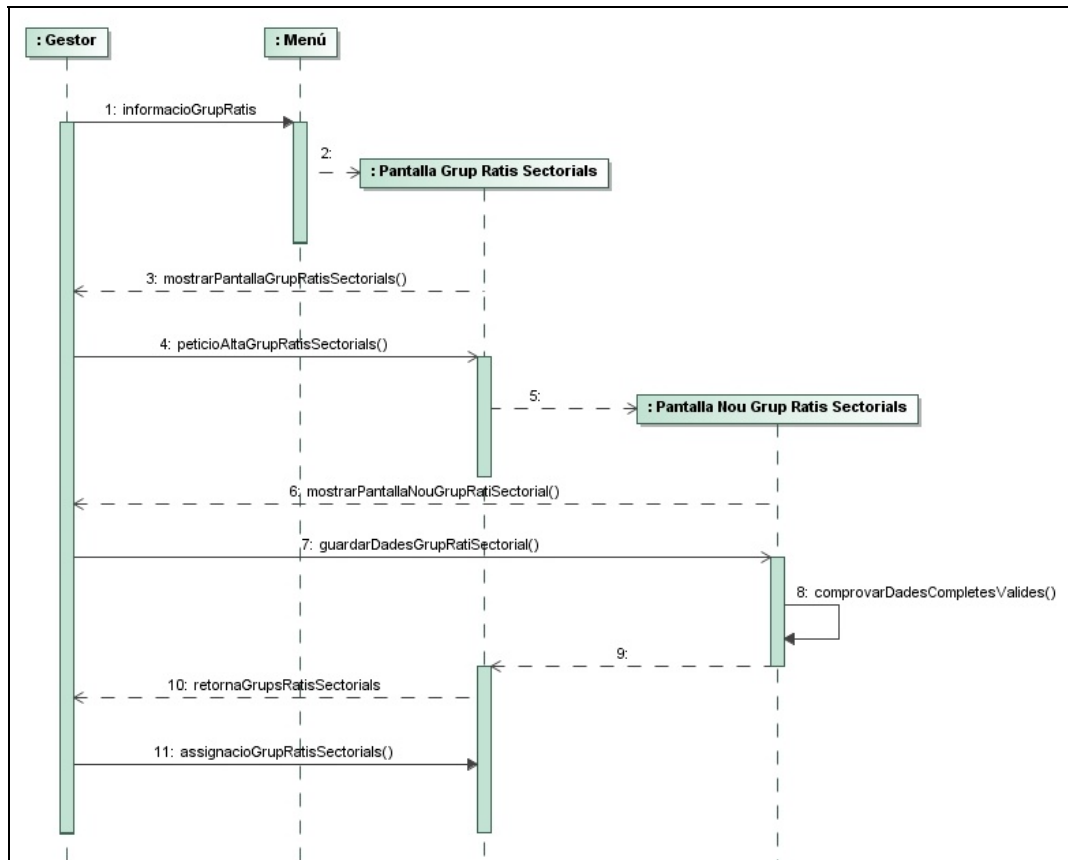 : Gestor
: Menú
1: informacioGrupRatis
2:
: Pantalla Grup Ratis Sectorials
3: mostrarPantallaGrupRatisSectorials()
4: peticioAltaGrupRatisSectorials()
5:
: Pantalla Nou Grup Ratis Sectorials
6: mostrarPantallaNouGrupRatiSectorial()
7: guardarDadesGrupRatiSectorial()
8: comprovarDadesCompletesValides()
9:
10: retornaGrupsRatisSectorials
11: assignacioGrupRatisSectorials()